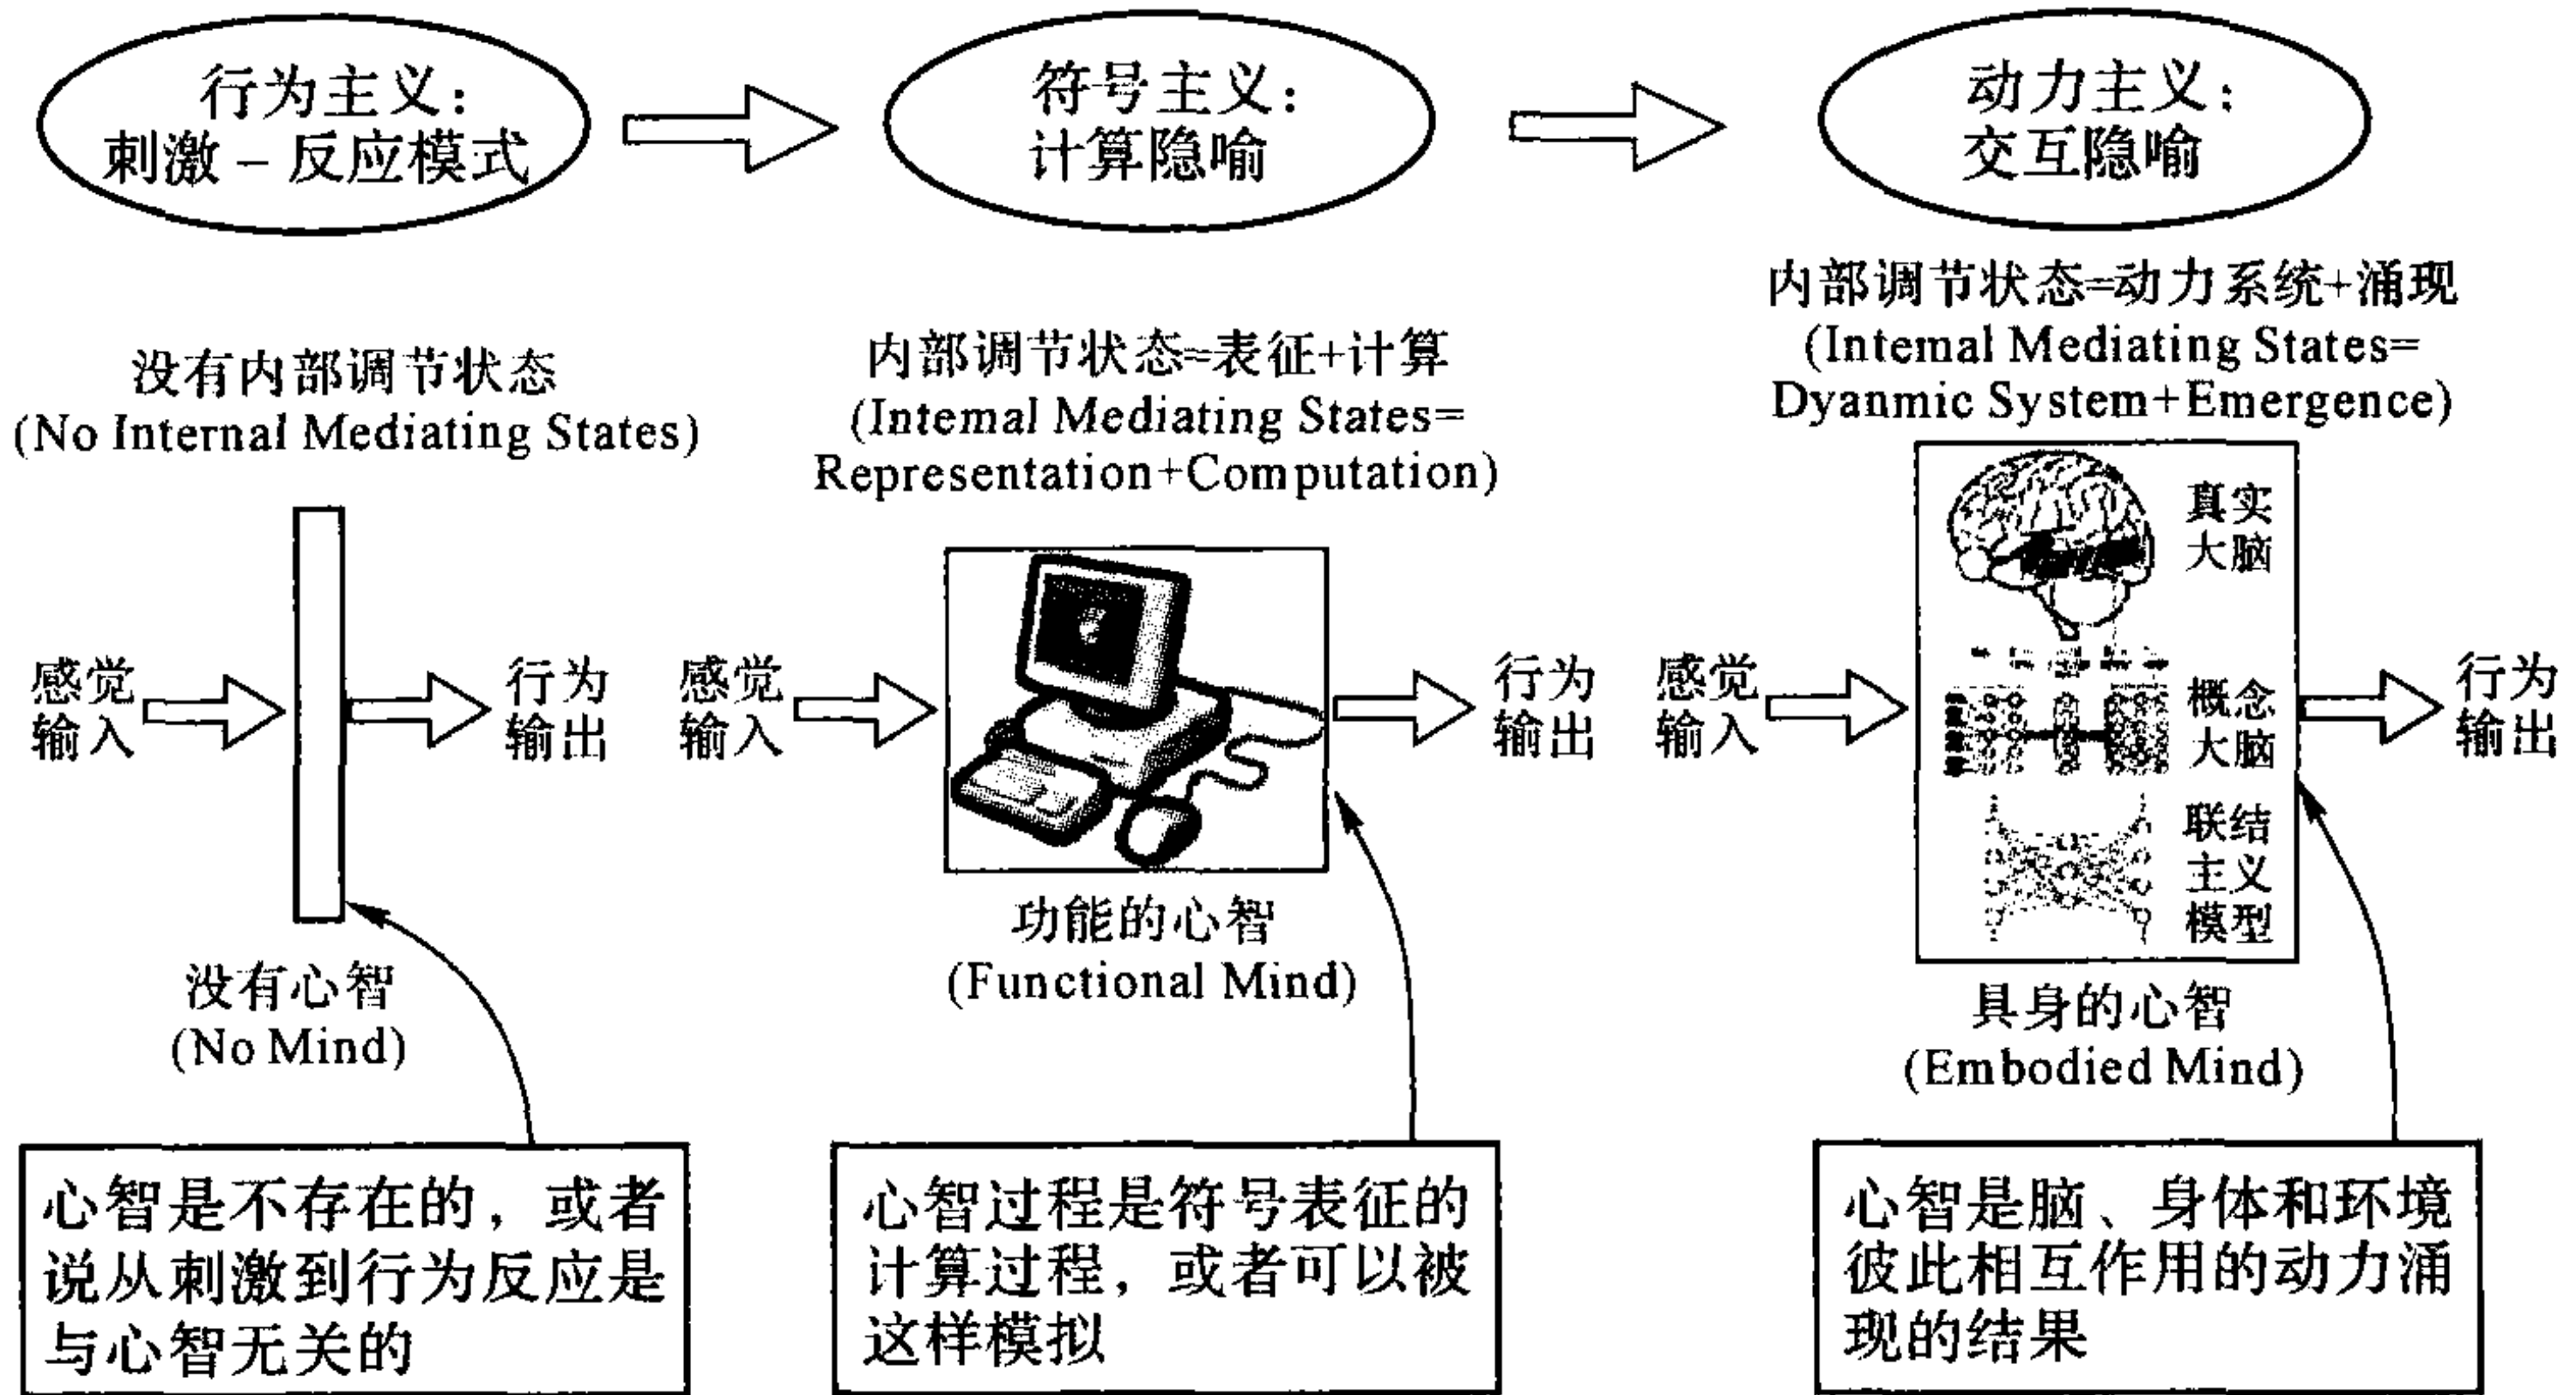 行为主义：
刺激－反应模式
符号主义：
计算隐喻
动力主义：
交互隐喻
没有内部调节状态
(No Internal Mediating States)
内部调节状态=表征+计算
(Intemal Mediating States=
Representation+Computation)
内部调节状态=动力系统+涌现
(Intemal Mediating States=
Dyanmic System+Emergence)
感觉
输入
行为
输出
没有心智
(No Mind)
感觉
输入
行为
输出
功能的心智
(Functional Mind)
感觉
输入
真实
大脑
概念
大脑
联结
主义
模型
行为
输出
具身的心智
(Embodied Mind)
心智是不存在的，或者
说从刺激到行为反应是
与心智无关的
心智过程是符号表征的
计算过程，或者可以被
这样模拟
心智是脑、身体和环境
彼此相互作用的动力涌
现的结果